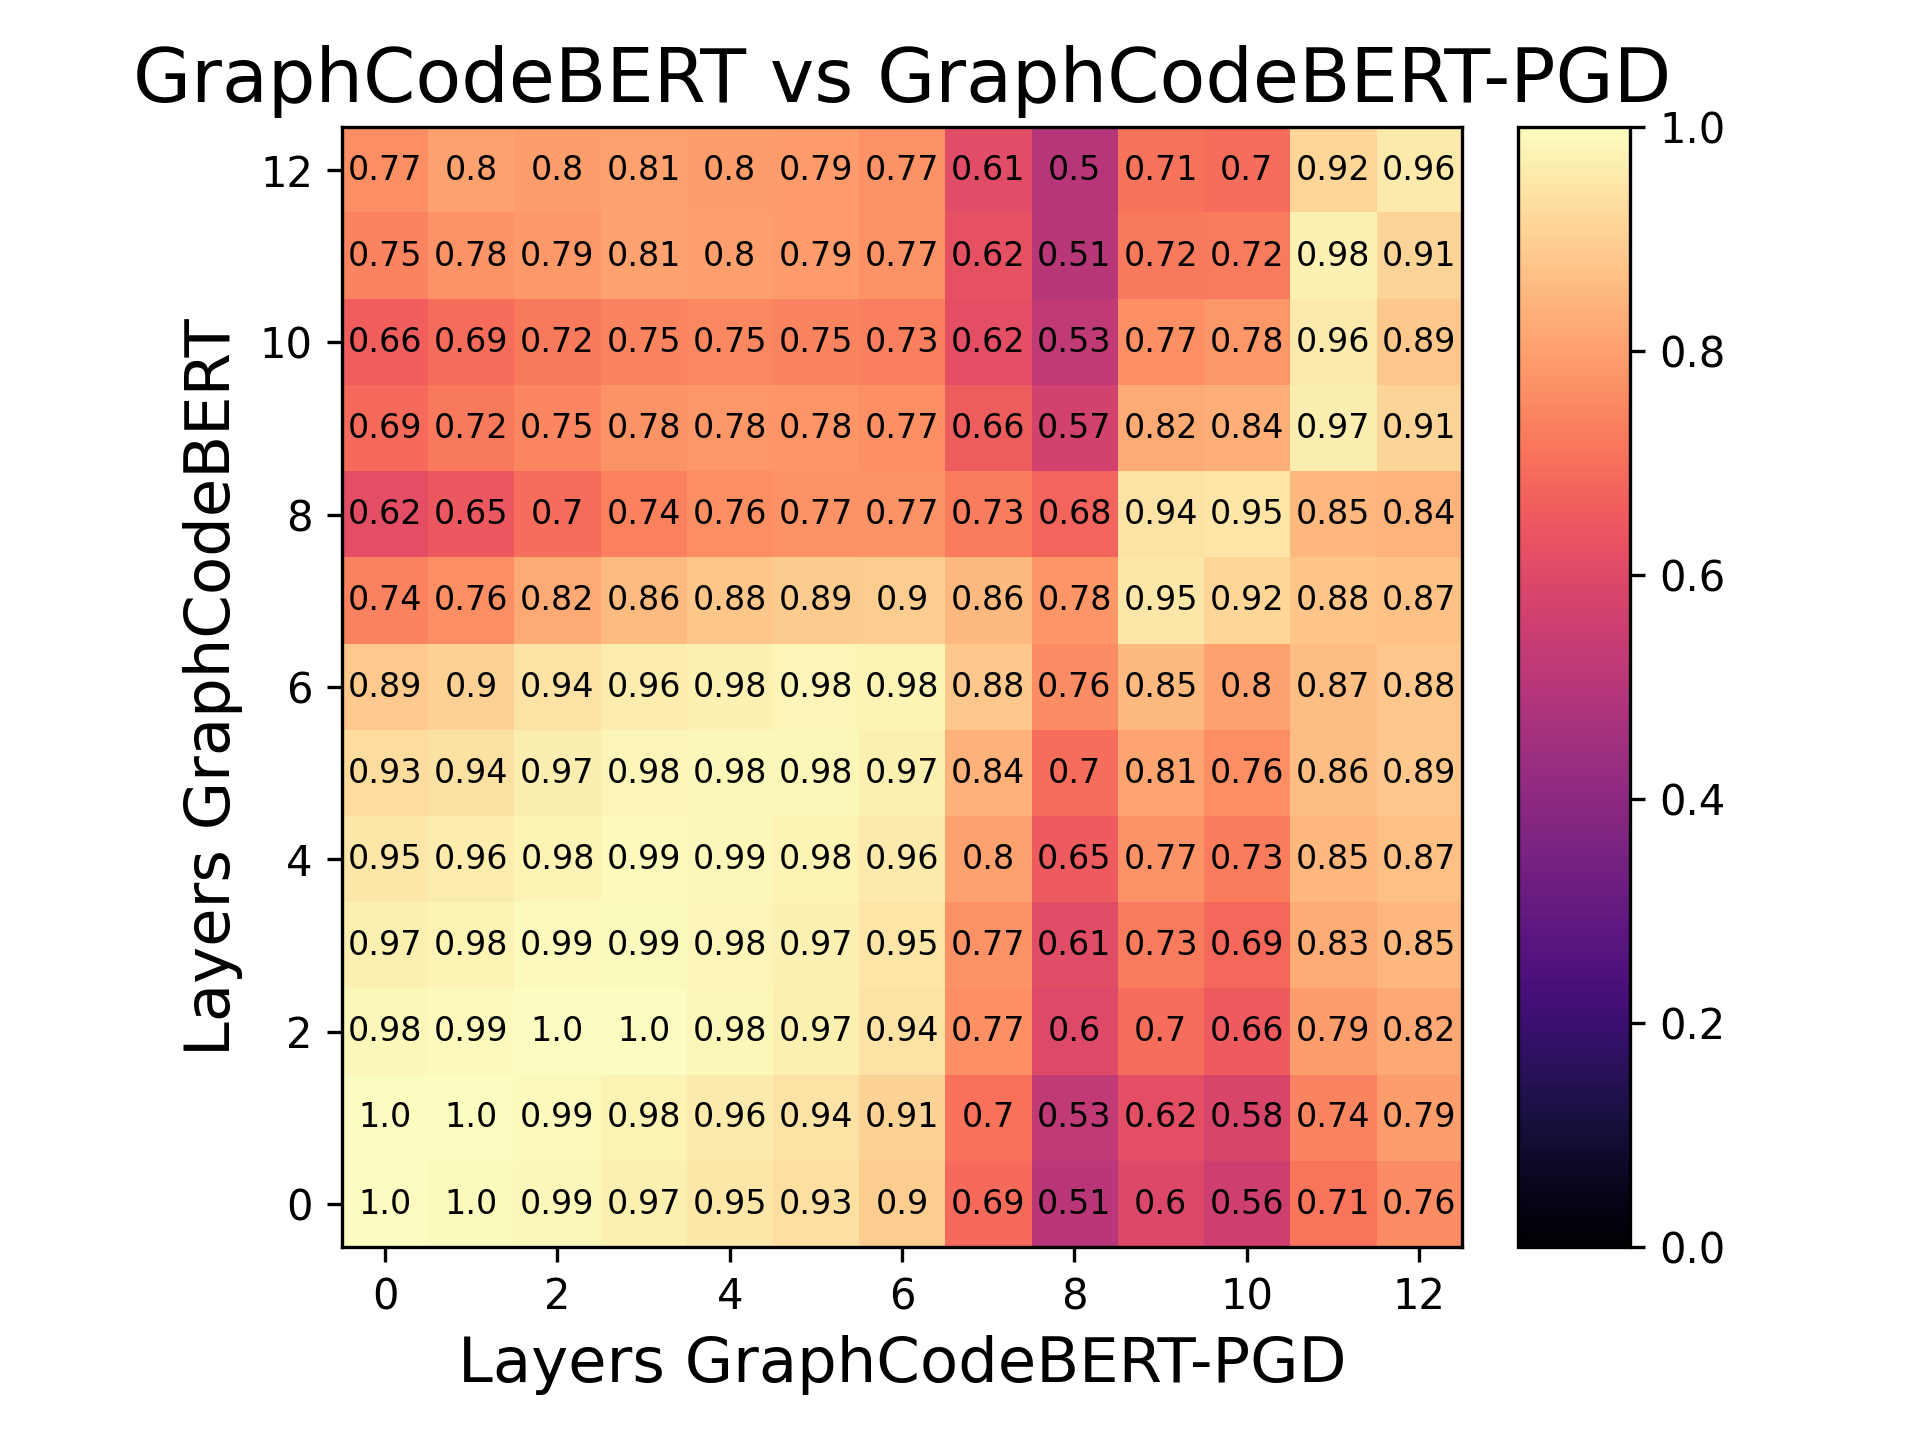 GraphCodeBERT vs GraphCodeBERT-PGD
12 0.77 0.8 0.8 0.81 0.8 0.79 0.77 0.61 0.5 0.71 0.7 0.92 0.96
0.75 0.78 0.79 0.81 0.8 0.79 0.77 0.62 0.51 0.72 0.72 0.98 0.91
10 0.66 0.69 0.72 0.75 0.75 0.75 0.73 0.62 0.53 0.77 0.78 0.96 0.89
0.69 0.72 0.75 0.78 0.78 0.78 0.77 0.66 0.57 0.82 0.84 0.97 0.91
8 0.62 0.65 0.7 0.74 0.76 0.77 0.77 0.73 0.68 0.94 0.95 0.85 0.84
0.74 0.76 0.82 0.86 0.88 0.89 0.9 0.86 0.78 0.95 0.92 0.88 0.87
6 0.89 0.9 0.94 0.96 0.98 0.98 0.98 0.88 0.76 0.85 0.8 0.87 0.88
0.93 0.94 0.97 0.98 0.98 0.98 0.97 0.84 0.7 0.81 0.76 0.86 0.89
4 0.95 0.96 0.98 0.99 0.99 0.98 0.96 0.8 0.65 0.77 0.73 0.85 0.87
0.97 0.98 0.99 0.99 0.98 0.97 0.95 0.77 0.61 0.73 0.69 0.83 0.85
2 0.98 0.99 1.0 1.0 0.98 0.97 0.94 0.77 0.6 0.7 0.66 0.79 0.82
1.0 1.0 0.99 0.98 0.96 0.94 0.91 0.7 0.53 0.62 0.58 0.74 0.79
0 1.0 1.0 0.99 0.97 0.95 0.93 0.9 0.69 0.51 0.6 0.56 0.71 0.76
0 2 4 6 8 10 12
Layers GraphCodeBERT-PGD
Layers GraphCodeBERT
1.0
0.8
0.6
0.4
0.2
0.0